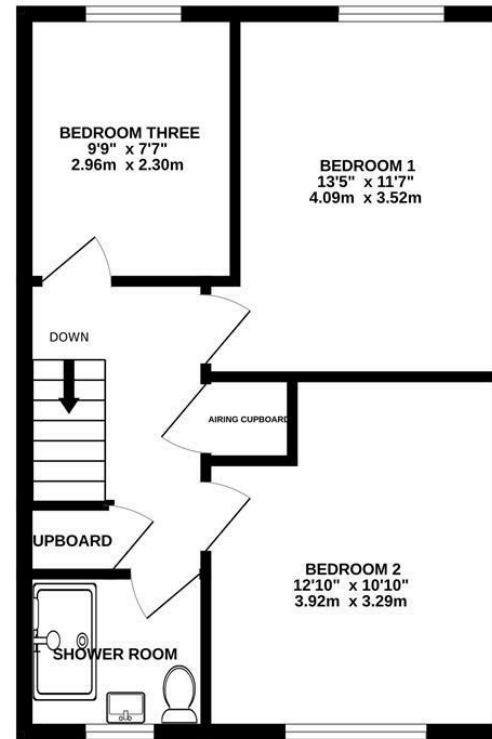 BEDROOM THREE
9'9" x 7'7"
2.96m x 2.30m
BEDROOM 1
13'5" x 11'7"
4.09m x 3.52m
DOWN
AIRING CUPBOARD
UPBOARD
BEDROOM 2
12'10" x 10'10"
3.92m x 3.29m
SHOWER ROOM